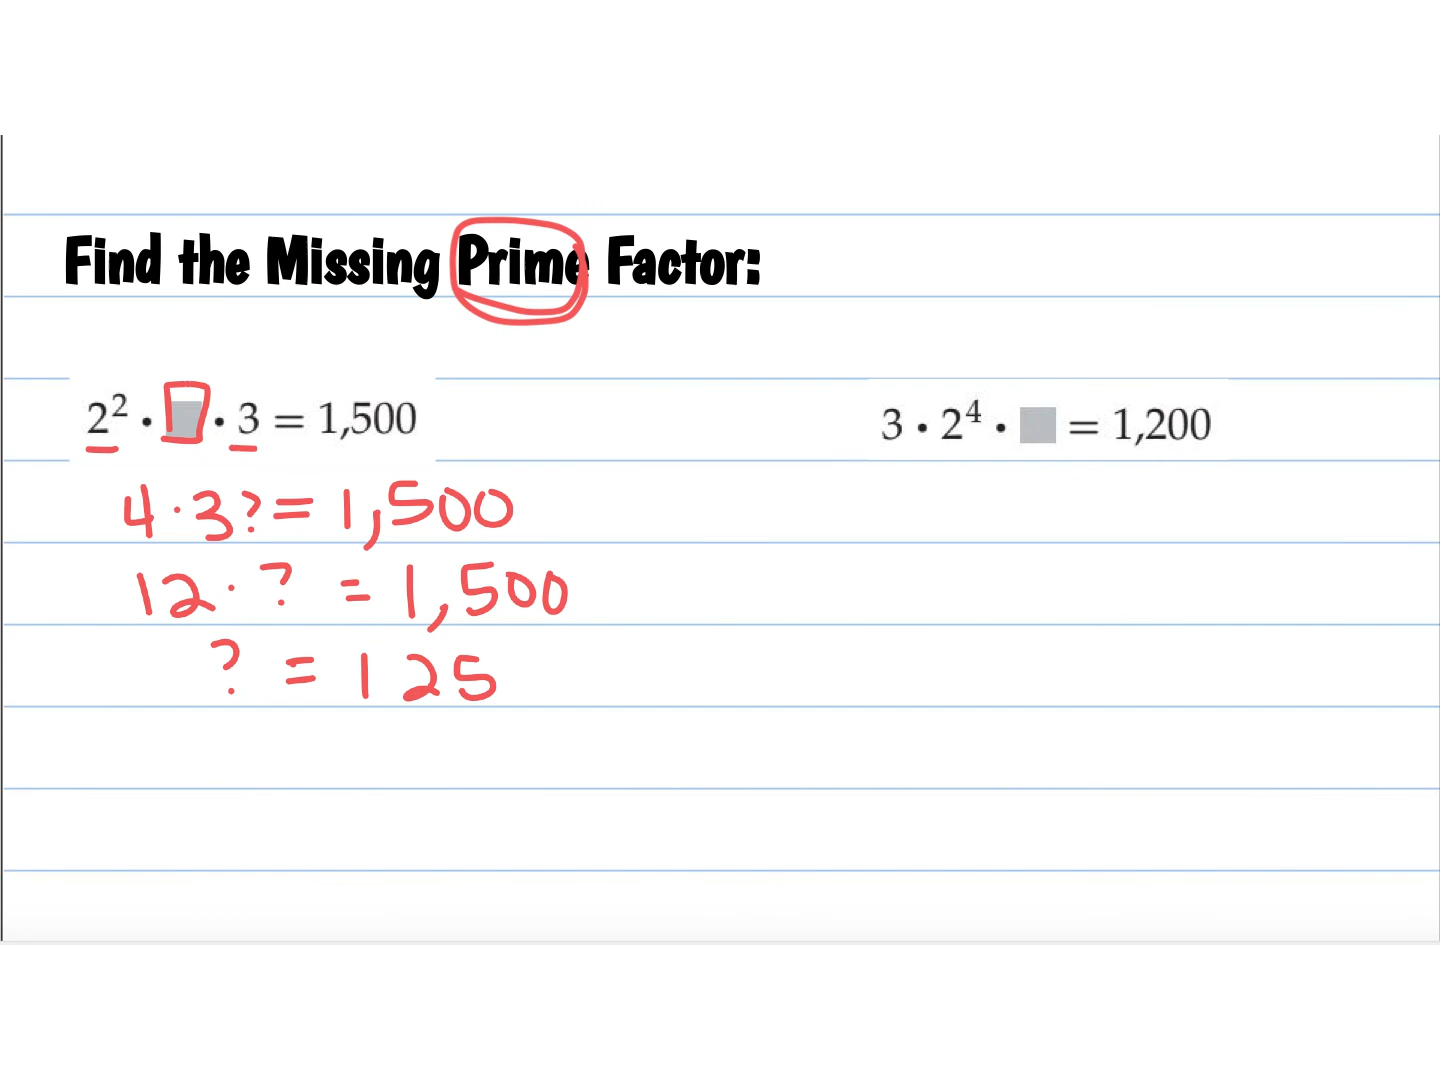 Find the Missing Prime Factor:
2² · · 3 = 1,500
3 · 2⁴ · = 1,200
4 · 3? = 1,500
12 · ? = 1,500
? = 125